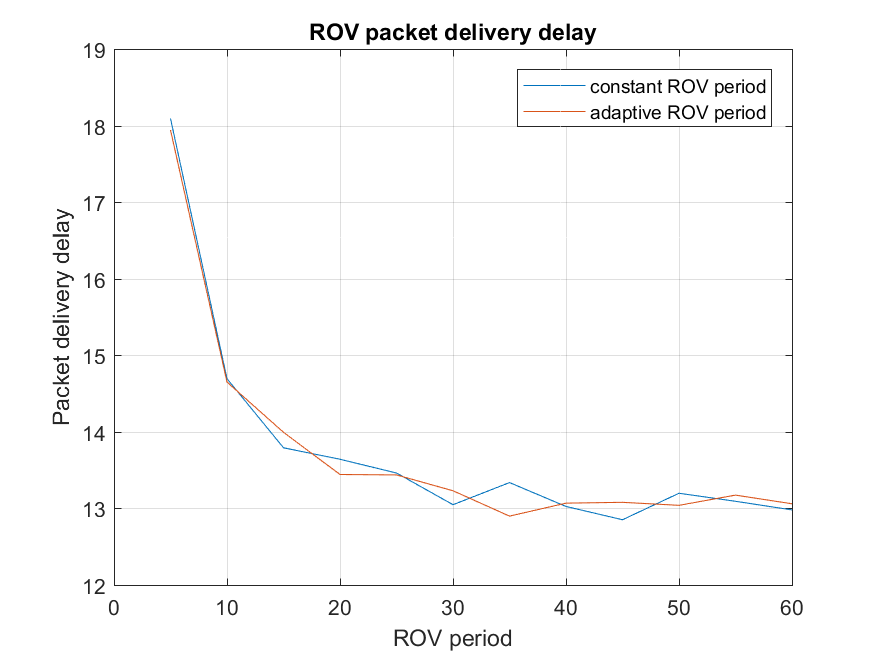 ROV packet delivery delay
constant ROV period
adaptive ROV period
Packet delivery delay
19
18
17
16
15
14
13
12
0 10 20 30 40 50 60
ROV period